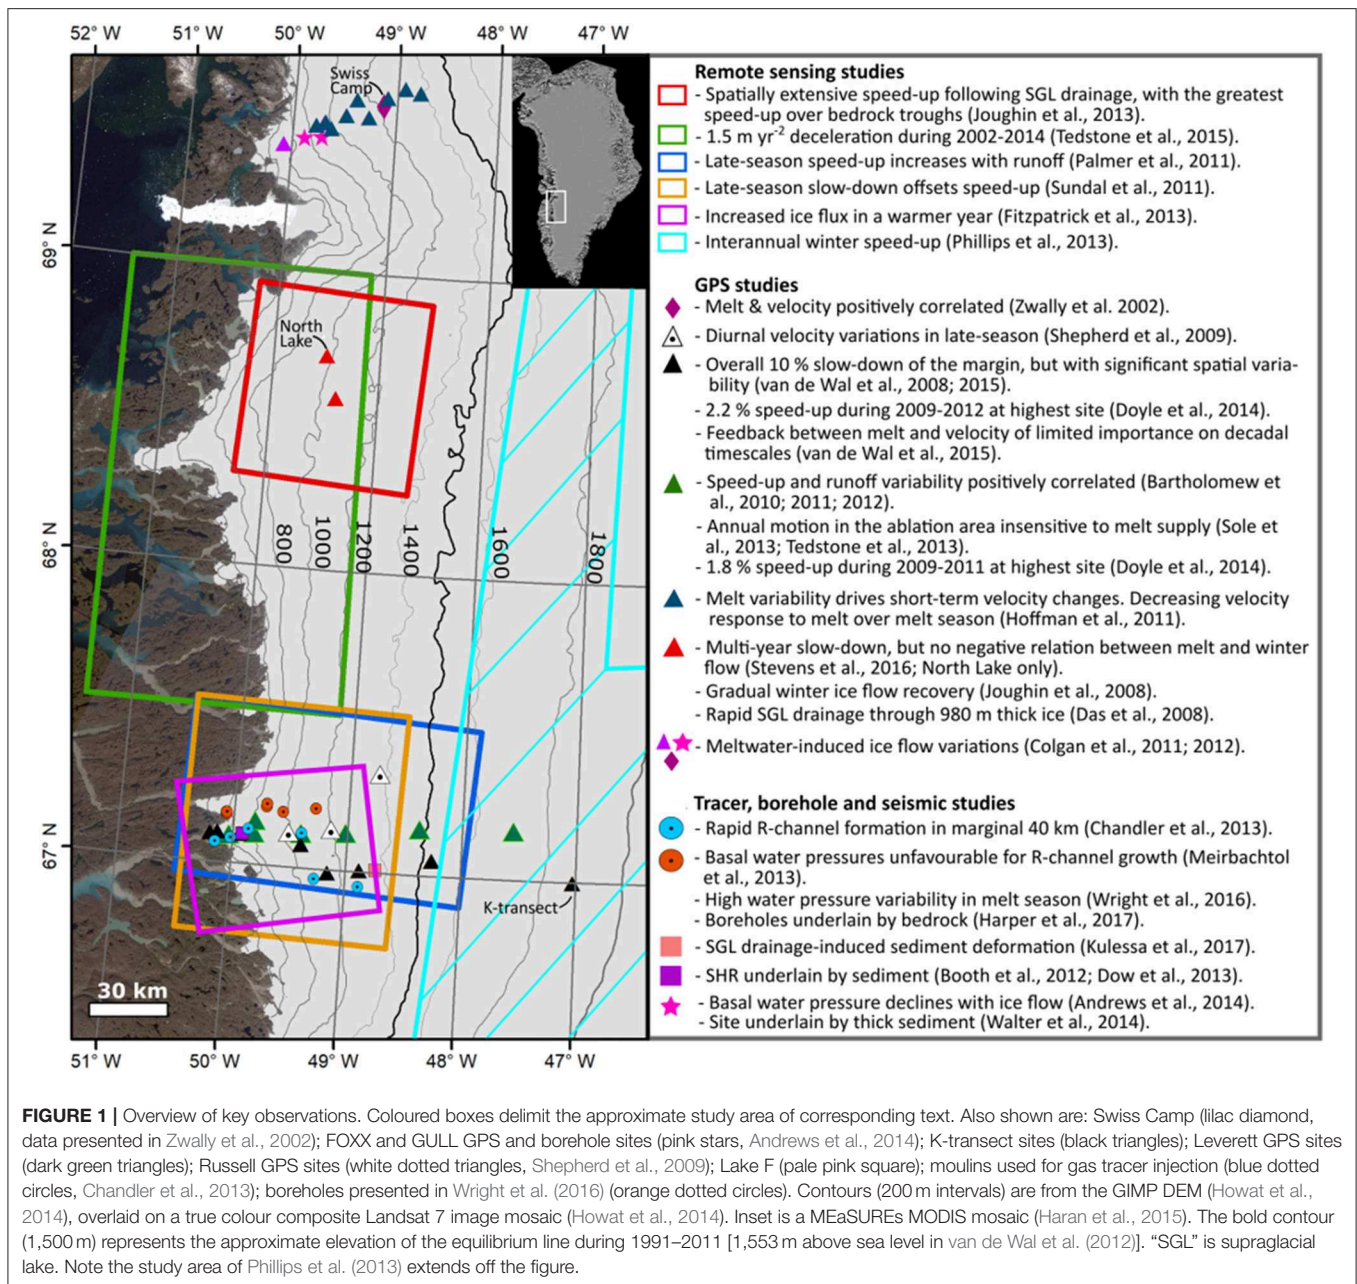 52° W 51° W 50° W 49° W 48° W 47° W
Swiss
Camp
69° N
North
Lake
68° N
800
1000
1200
1400
1600
1800
67° N
K-transect
30 km
51° W 50° W 49° W 48° W 47° W
Remote sensing studies
- Spatially extensive speed-up following SGL drainage, with the greatest
speed-up over bedrock troughs (Joughin et al., 2013).
- 1.5 m yr-2 deceleration during 2002-2014 (Tedstone et al., 2015).
- Late-season speed-up increases with runoff (Palmer et al., 2011).
- Late-season slow-down offsets speed-up (Sundal et al., 2011).
- Increased ice flux in a warmer year (Fitzpatrick et al., 2013).
- Interannual winter speed-up (Phillips et al., 2013).
GPS studies
- Melt & velocity positively correlated (Zwally et al. 2002).
- Diurnal velocity variations in late-season (Shepherd et al., 2009).
- Overall 10 % slow-down of the margin, but with significant spatial varia-
bility (van de Wal et al., 2008; 2015).
- 2.2 % speed-up during 2009-2012 at highest site (Doyle et al., 2014).
- Feedback between melt and velocity of limited importance on decadal
timescales (van de Wal et al., 2015).
- Speed-up and runoff variability positively correlated (Bartholomew et
al., 2010; 2011; 2012).
- Annual motion in the ablation area insensitive to melt supply (Sole et
al., 2013; Tedstone et al., 2013).
- 1.8 % speed-up during 2009-2011 at highest site (Doyle et al., 2014).
- Melt variability drives short-term velocity changes. Decreasing velocity
response to melt over melt season (Hoffman et al., 2011).
- Multi-year slow-down, but no negative relation between melt and winter
flow (Stevens et al., 2016; North Lake only).
- Gradual winter ice flow recovery (Joughin et al., 2008).
- Rapid SGL drainage through 980 m thick ice (Das et al., 2008).
- Meltwater-induced ice flow variations (Colgan et al., 2011; 2012).
Tracer, borehole and seismic studies
- Rapid R-channel formation in marginal 40 km (Chandler et al., 2013).
- Basal water pressures unfavourable for R-channel growth (Meirbachtol
et al., 2013).
- High water pressure variability in melt season (Wright et al., 2016).
- Boreholes underlain by bedrock (Harper et al., 2017).
- SGL drainage-induced sediment deformation (Kulessa et al., 2017).
- SHR underlain by sediment (Booth et al., 2012; Dow et al., 2013).
- Basal water pressure declines with ice flow (Andrews et al., 2014).
- Site underlain by thick sediment (Walter et al., 2014).
FIGURE 1 | Overview of key observations. Coloured boxes delimit the approximate study area of corresponding text. Also shown are: Swiss Camp (lilac diamond,
data presented in Zwally et al., 2002); FOXX and GULL GPS and borehole sites (pink stars, Andrews et al., 2014); K-transect sites (black triangles); Leverett GPS sites
(dark green triangles); Russell GPS sites (white dotted triangles, Shepherd et al., 2009); Lake F (pale pink square); moulins used for gas tracer injection (blue dotted
circles, Chandler et al., 2013); boreholes presented in Wright et al. (2016) (orange dotted circles). Contours (200 m intervals) are from the GIMP DEM (Howat et al.,
2014), overlaid on a true colour composite Landsat 7 image mosaic (Howat et al., 2014). Inset is a MEaSUREs MODIS mosaic (Haran et al., 2015). The bold contour
(1,500 m) represents the approximate elevation of the equilibrium line during 1991–2011 [1,553 m above sea level in van de Wal et al. (2012)]. “SGL” is supraglacial
lake. Note the study area of Phillips et al. (2013) extends off the figure.